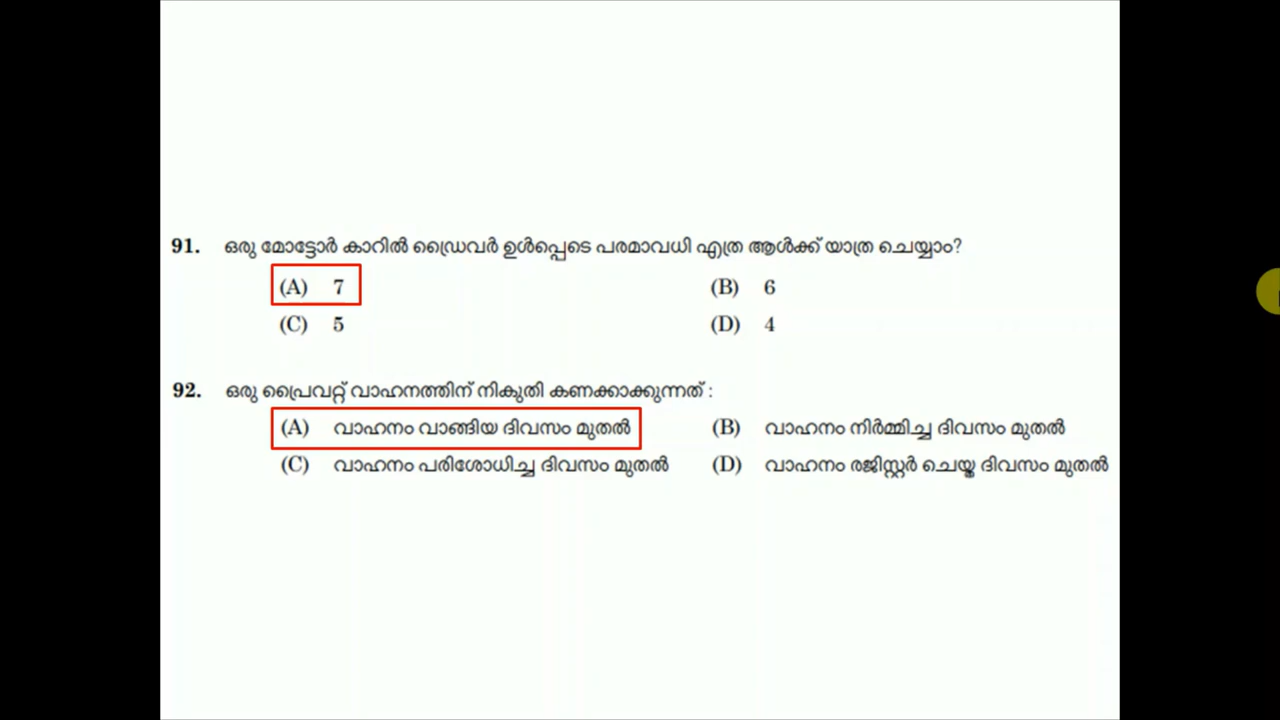 91. ഒരു മോട്ടോർ കാറിൽ ഡ്രൈവർ ഉൾപ്പെടെ പരമാവധി എത്ര ആൾക്ക് യാത്ര ചെയ്യാം?
(A) 7 (B) 6
(C) 5 (D) 4
92. ഒരു പ്രൈവറ്റ് വാഹനത്തിന് നികുതി കണക്കാക്കുന്നത് :
(A) വാഹനം വാങ്ങിയ ദിവസം മുതൽ (B) വാഹനം നിർമ്മിച്ച ദിവസം മുതൽ
(C) വാഹനം പരിശോധിച്ച ദിവസം മുതൽ (D) വാഹനം രജിസ്റ്റർ ചെയ്ത ദിവസം മുതൽ